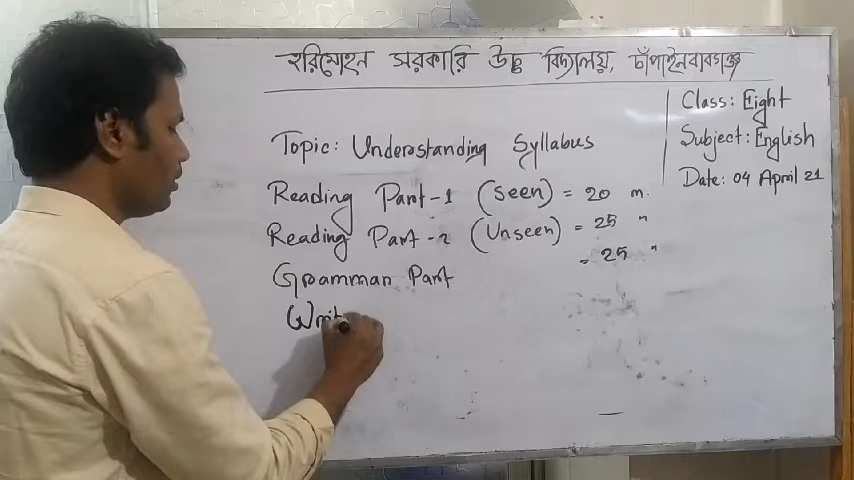 হরিমোহন সরকারি উচ্চ বিদ্যালয়, চাঁপাইনবাবগঞ্জ
Class: Eight
Subject: English
Date: 04 April 21
Topic: Understanding Syllabus
Reading Part-1 (Seen) = 20 m.
Reading Part-2 (Unseen) = 25 "
Grammar Part = 25 "
Writ